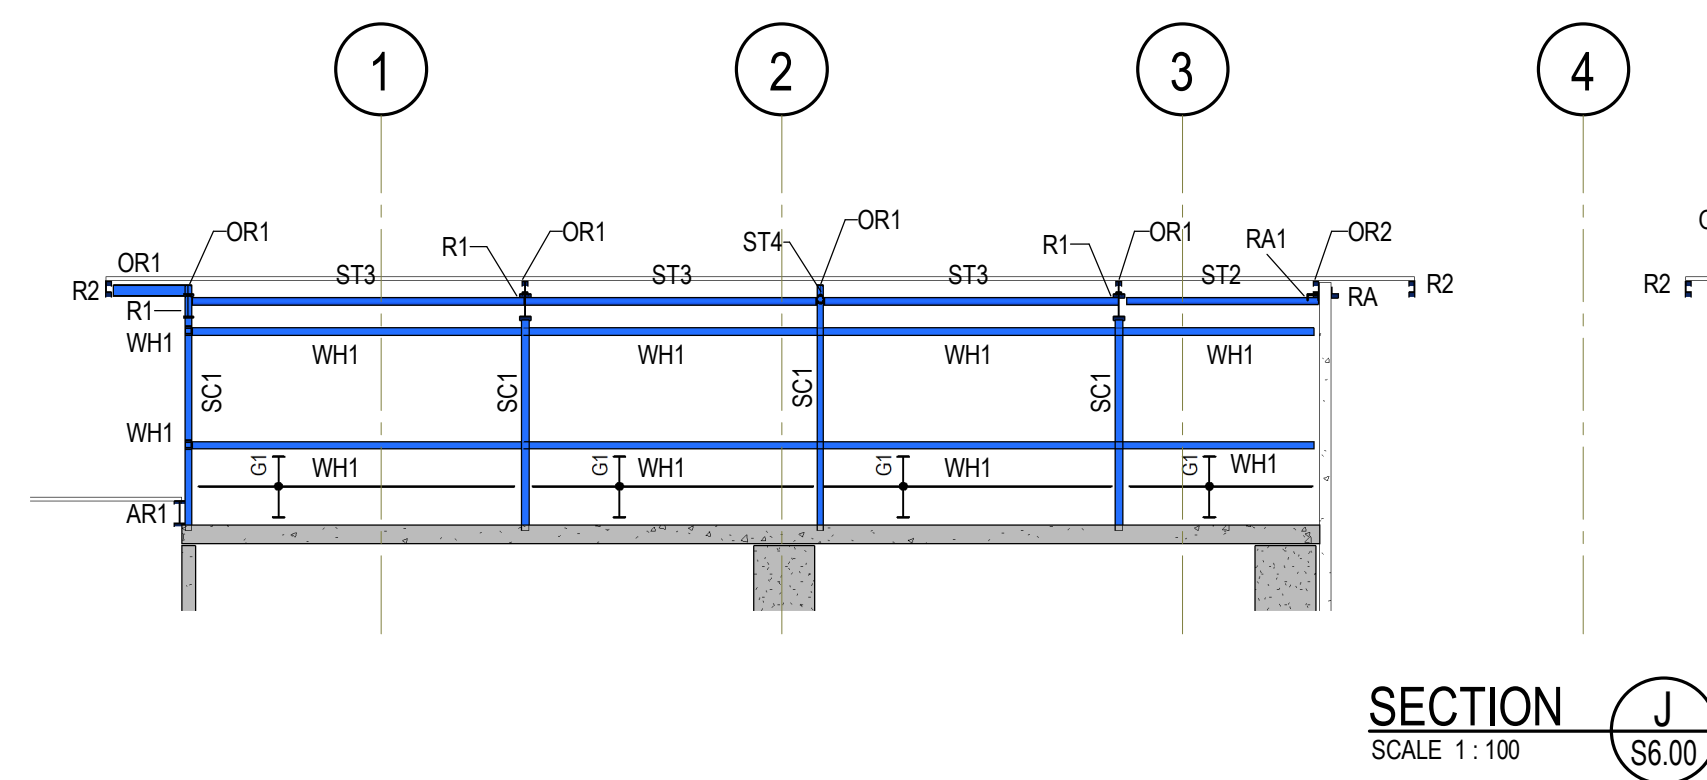 1 2 3 4
OR1 R1 OR1 ST4 OR1 R1 OR1 RA1 OR2
OR1 ST3 ST3 ST3 ST2
R2 RA R2 R2
R1
WH1 WH1 WH1 WH1 WH1
SC1 SC1 SC1 SC1
WH1
G1 WH1 G1 WH1 G1 WH1 G1 WH1
AR1
SECTION J
SCALE 1 : 100 S6.00